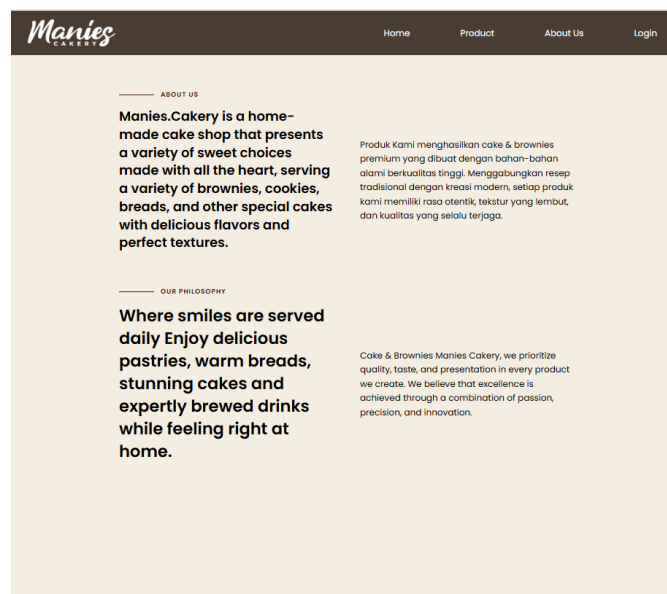 Manies
CAKERY
Home Product About Us Login
ABOUT US
Manies.Cakery is a home-
made cake shop that presents
a variety of sweet choices
made with all the heart, serving
a variety of brownies, cookies,
breads, and other special cakes
with delicious flavors and
perfect textures.
Produk Kami menghasilkan cake & brownies
premium yang dibuat dengan bahan-bahan
alami berkualitas tinggi. Menggabungkan resep
tradisional dengan kreasi modern, setiap produk
kami memiliki rasa otentik, tekstur yang lembut,
dan kualitas yang selalu terjaga.
OUR PHILOSOPHY
Where smiles are served
daily Enjoy delicious
pastries, warm breads,
stunning cakes and
expertly brewed drinks
while feeling right at
home.
Cake & Brownies Manies Cakery, we prioritize
quality, taste, and presentation in every product
we create. We believe that excellence is
achieved through a combination of passion,
precision, and innovation.